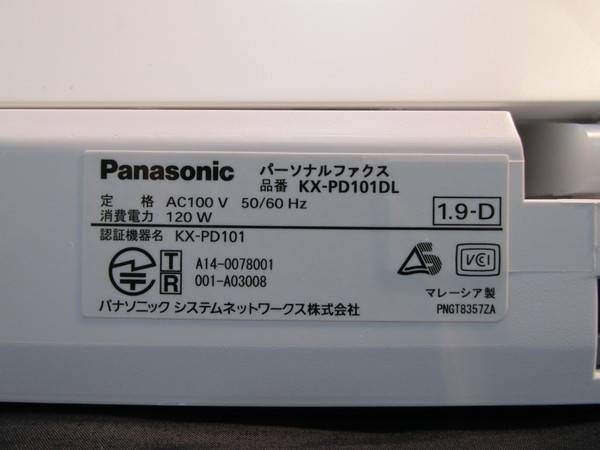 Panasonic パーソナルファクス
品番 KX-PD101DL
定 格 AC100 V 50/60 Hz
消費電力 120 W
1.9-D
認証機器名 KX-PD101
T A14-0078001
R 001-A03008
VCI
パナソニック システムネットワークス株式会社
マレーシア製
PNGT8357ZA